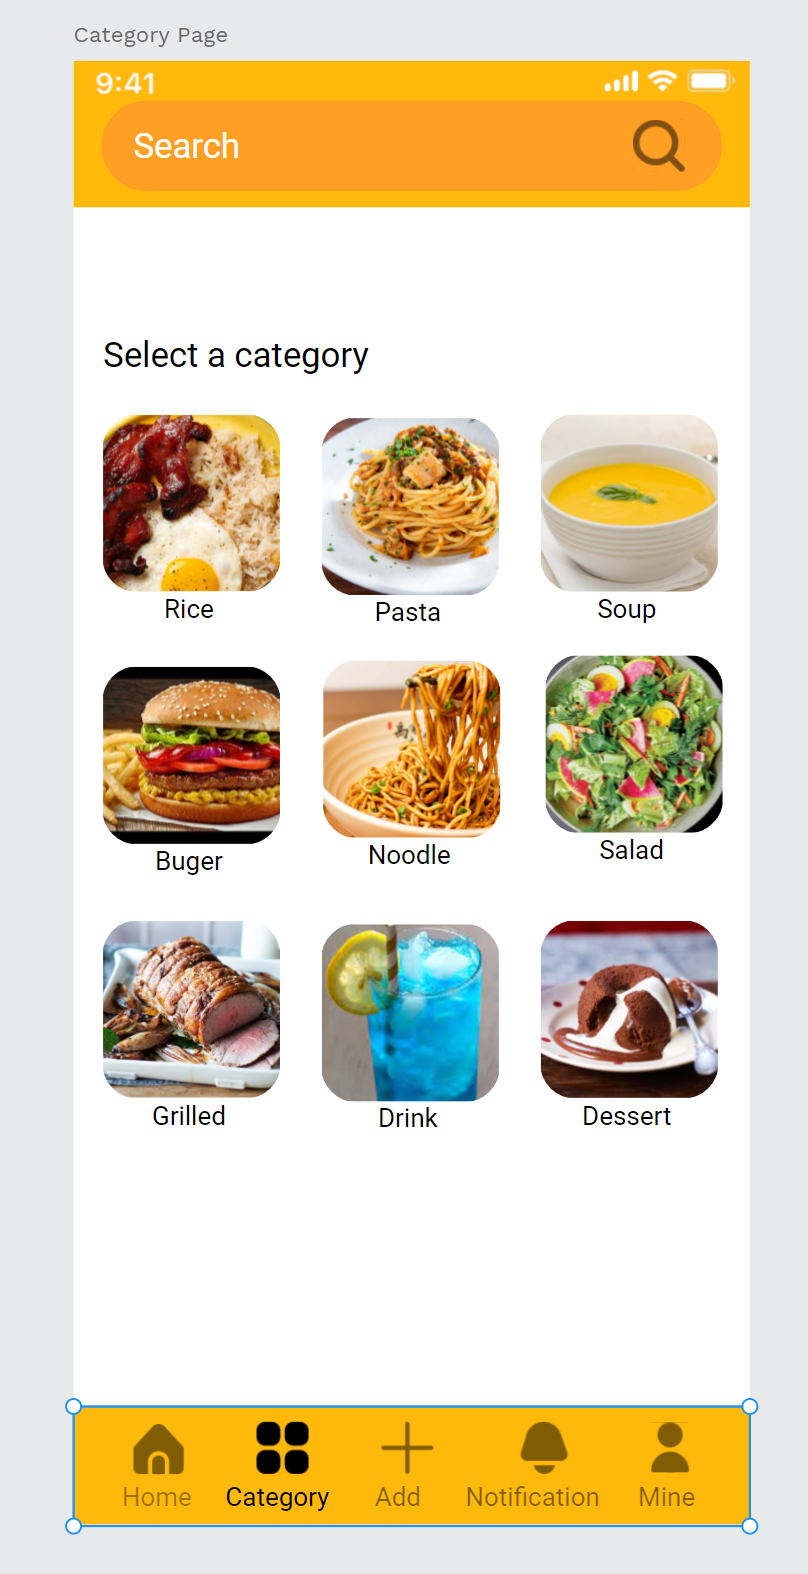 Category Page
9:41
Search
Select a category
Rice
Pasta
Soup
Buger
Noodle
Salad
Grilled
Drink
Dessert
Home
Category
Add
Notification
Mine